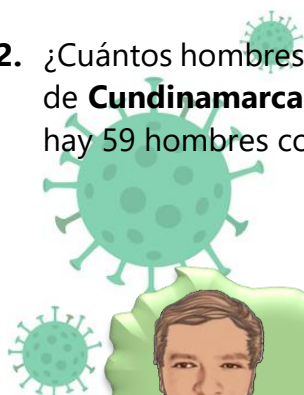 2. ¿Cuántos hombres
de Cundinamarca
hay 59 hombres co